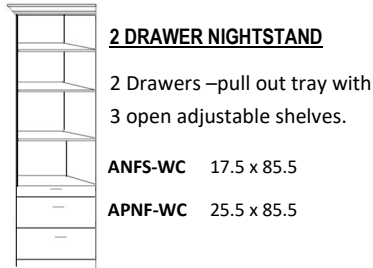 2 DRAWER NIGHTSTAND
2 Drawers –pull out tray with
3 open adjustable shelves.
ANFS-WC 17.5 x 85.5
APNF-WC 25.5 x 85.5